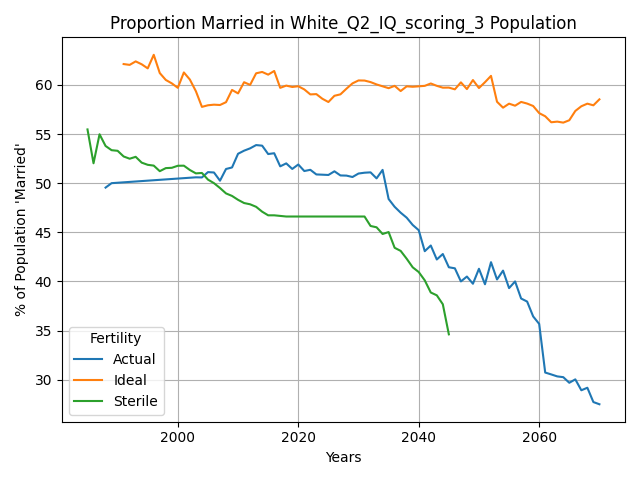 Proportion Married in White_Q2_IQ_scoring_3 Population
% of Population 'Married'
60
55
50
45
40
35
30
Fertility
Actual
Ideal
Sterile
2000
2020
2040
2060
Years